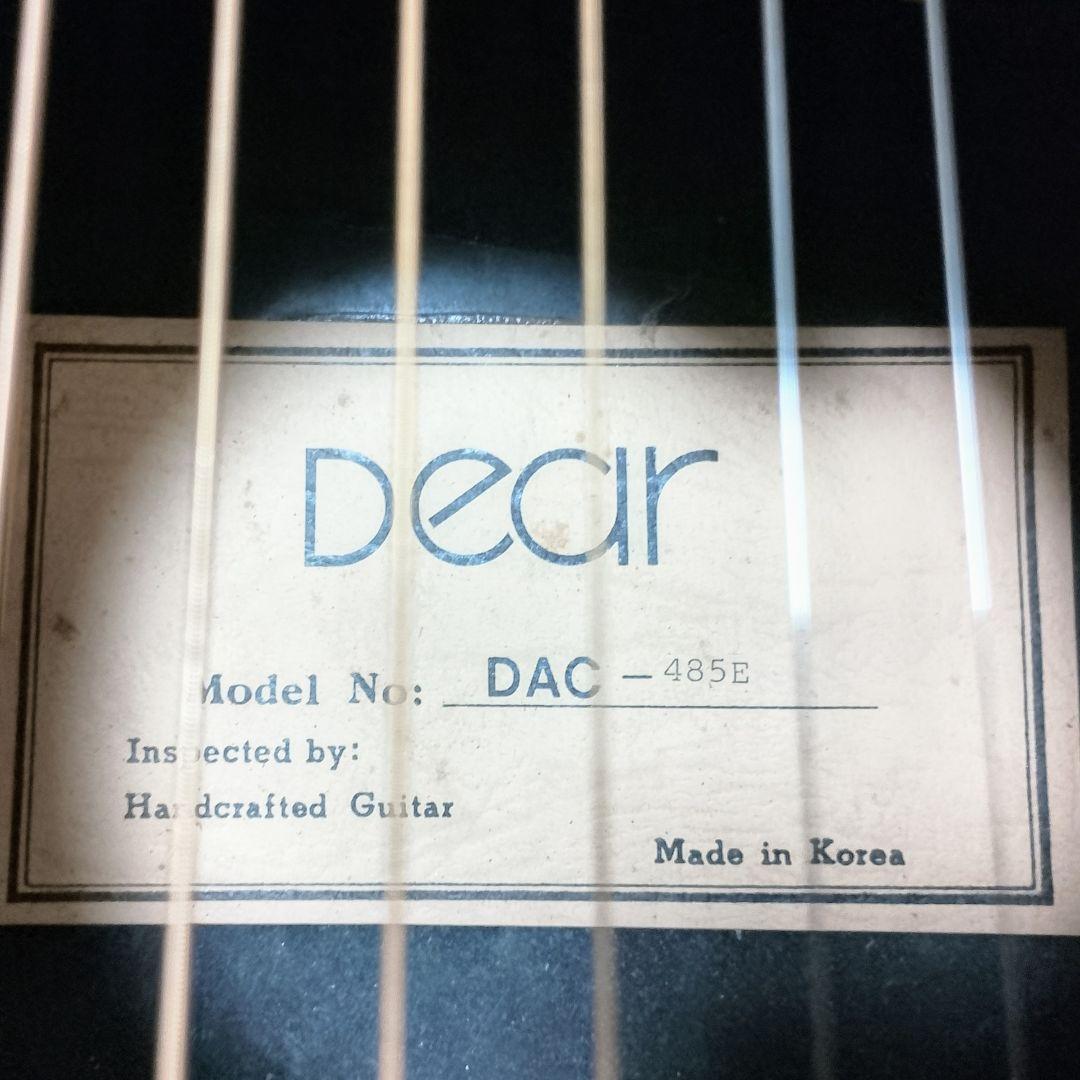 Dear
Model No: DAC - 485E
Inspected by:
Handcrafted Guitar
Made in Korea